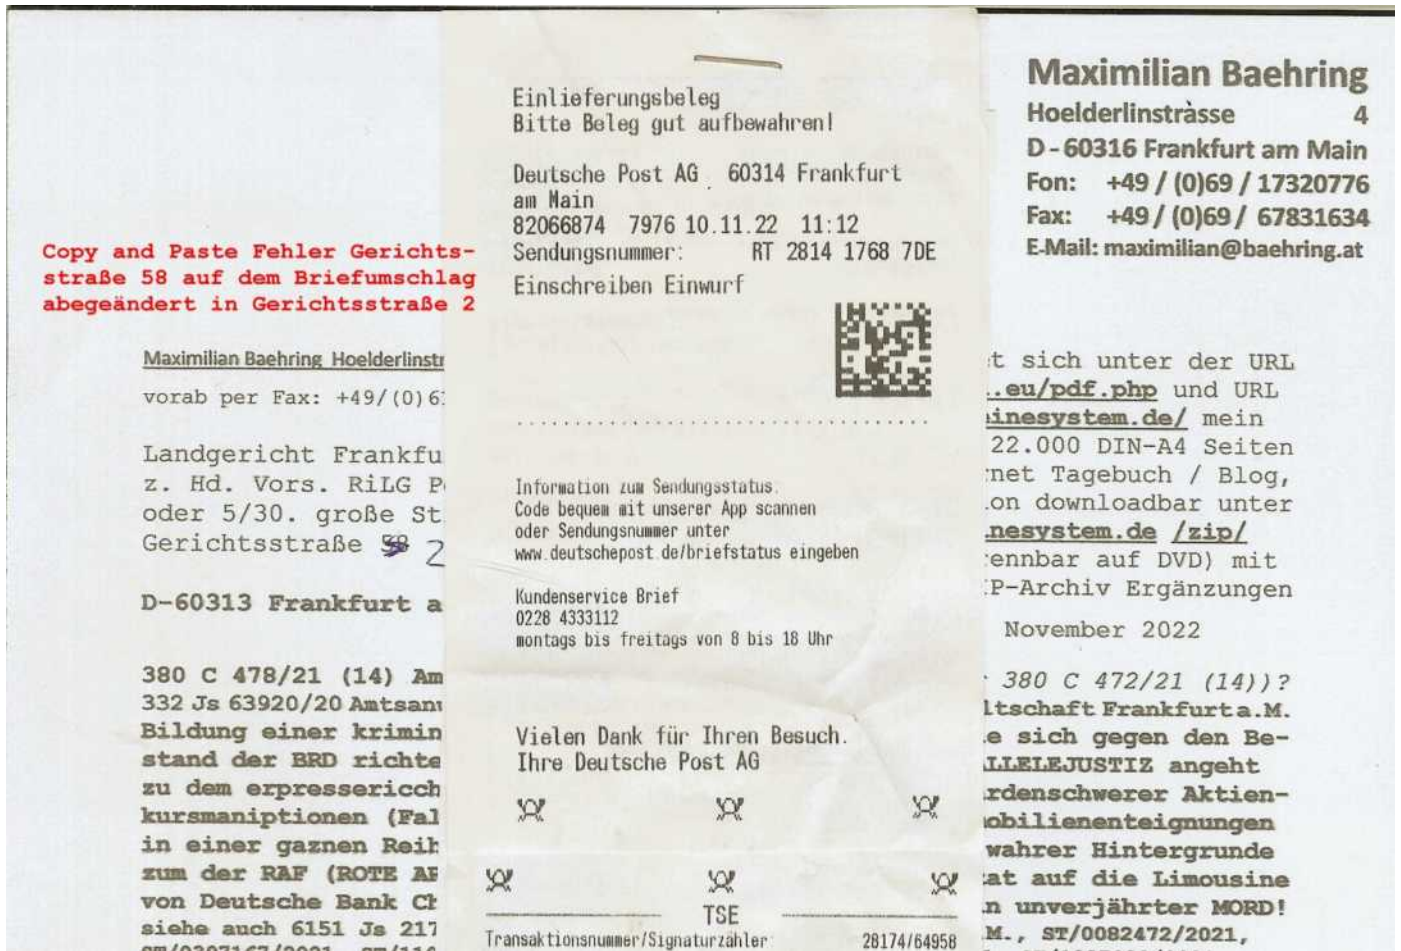 Maximilian Baehring
Hoelderlinstràsse 4
D - 60316 Frankfurt am Main
Fon: +49 / (0)69 / 17320776
Fax: +49 / (0)69 / 67831634
E-Mail: maximilian@baehring.at
Copy and Paste Fehler Gerichts-
straße 58 auf dem Briefumschlag
abegeändert in Gerichtsstraße 2
Einlieferungsbeleg
Bitte Beleg gut aufbewahren!
Deutsche Post AG 60314 Frankfurt
am Main
82066874 7976 10.11.22 11:12
Sendungsnummer: RT 2814 1768 7DE
Einschreiben Einwurf
Information zum Sendungsstatus:
Code bequem mit unserer App scannen
oder Sendungsnummer unter
www.deutschepost.de/briefstatus eingeben
Kundenservice Brief
0228 4333112
montags bis freitags von 8 bis 18 Uhr
Vielen Dank für Ihren Besuch.
Ihre Deutsche Post AG
TSE
Transaktionsnummer/Signaturzähler: 28174/64958
Maximilian Baehring Hoelderlinstr
vorab per Fax: +49/(0)6
Landgericht Frankfu
z. Hd. Vors. RiLG P
oder 5/30. große St
Gerichtsstraße 58 2
D-60313 Frankfurt a
380 C 478/21 (14) Am
332 Js 63920/20 Amtsan
Bildung einer krimin
stand der BRD richte
zu dem erpressericch
kursmaniptionen (Fal
in einer gaznen Reih
zum der RAF (ROTE AR
von Deutsche Bank Ch
siehe auch 6151 Js 217
t sich unter der URL
.eu/pdf.php und URL
inesystem.de/ mein
22.000 DIN-A4 Seiten
net Tagebuch / Blog,
on downloadbar unter
nesystem.de /zip/
ennbar auf DVD) mit
P-Archiv Ergänzungen
November 2022
380 C 472/21 (14))?
ltschaft Frankfurt a.M.
e sich gegen den Be-
LLELEJUSTIZ angeht
rdenschwerer Aktien-
obilienenteignungen
wahrer Hintergrunde
at auf die Limousine
n unverjährter MORD!
M., ST/0082472/2021,